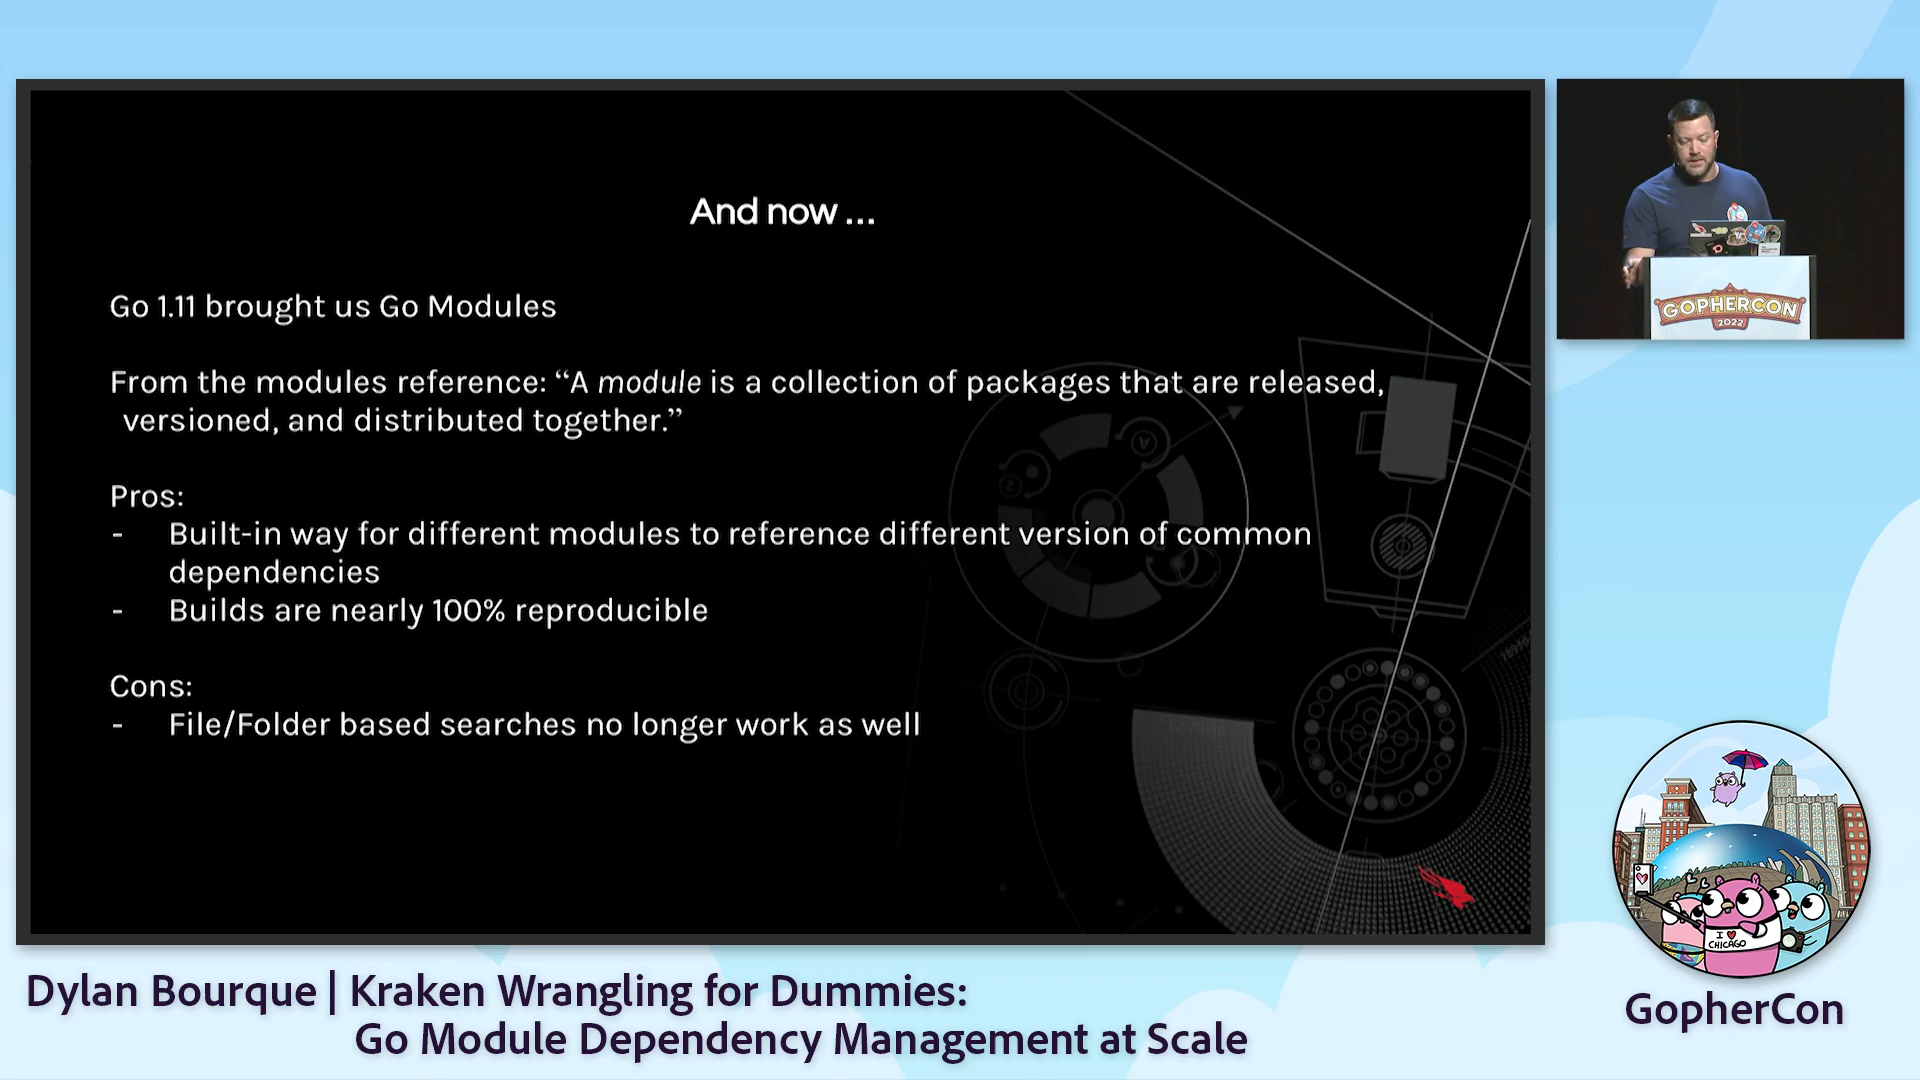 And now ...
Go 1.11 brought us Go Modules
From the modules reference: “A module is a collection of packages that are released,
versioned, and distributed together.”
Pros:
- Built-in way for different modules to reference different version of common
dependencies
- Builds are nearly 100% reproducible
Cons:
- File/Folder based searches no longer work as well
GOPHERCON
2022
I ♥
CHICAGO
GopherCon
Dylan Bourque | Kraken Wrangling for Dummies:
Go Module Dependency Management at Scale